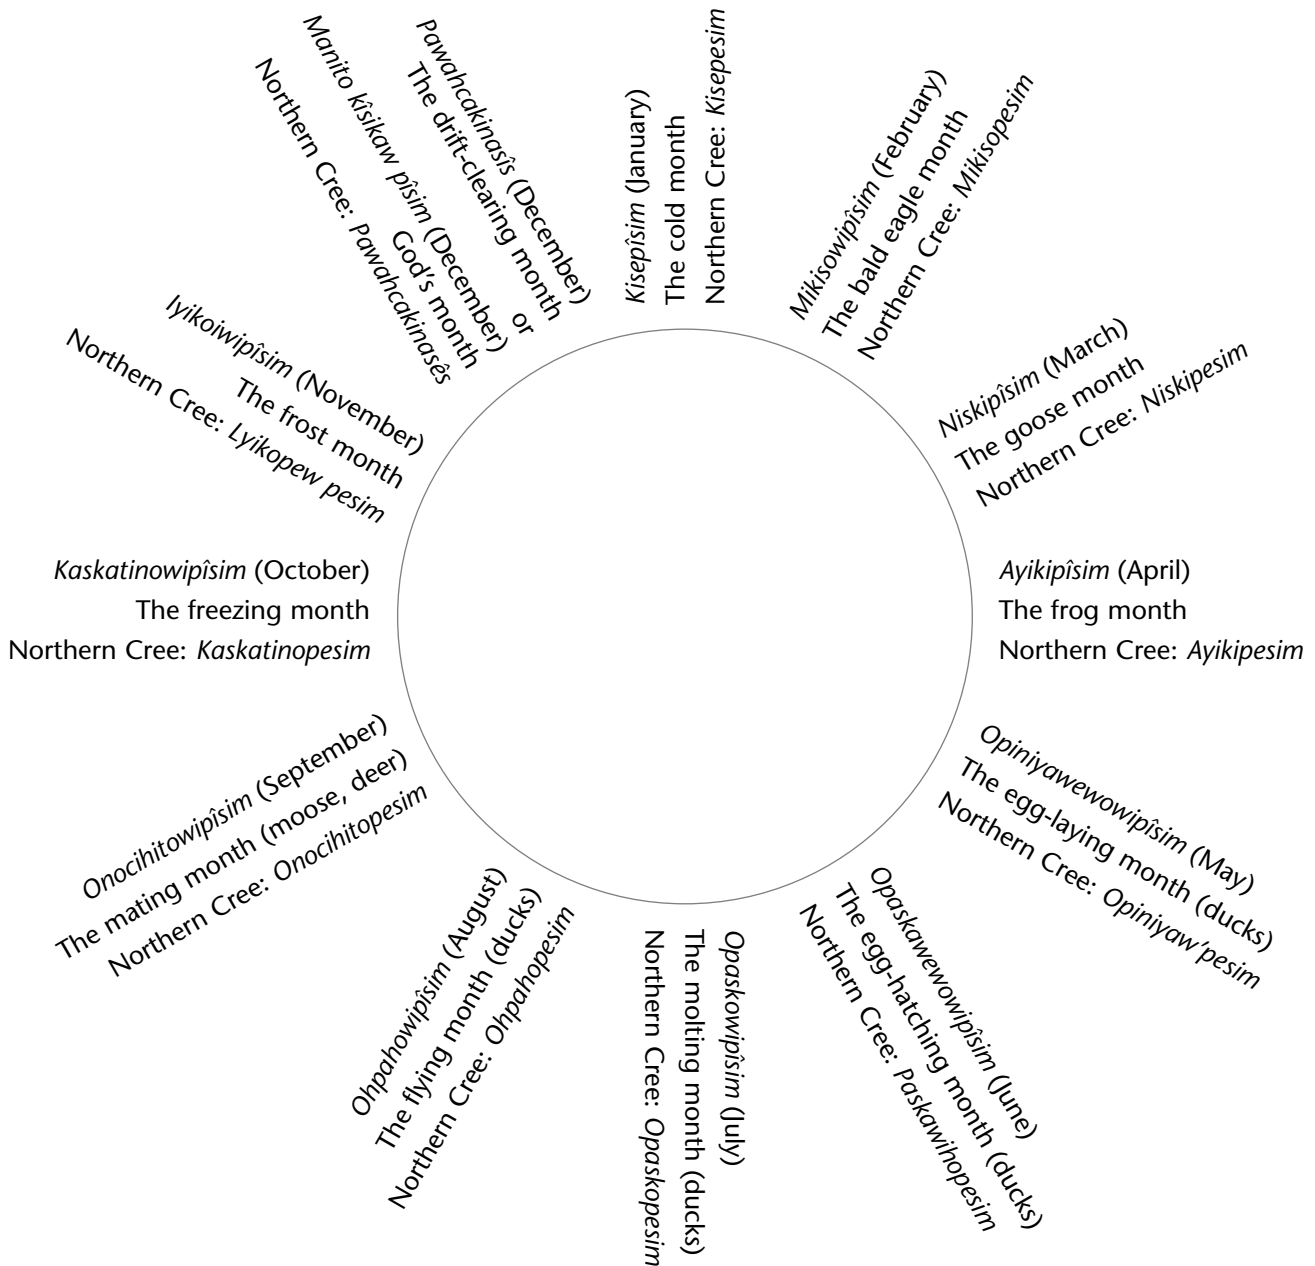 Kisepîsim (January)
The cold month
Northern Cree: Kisepesim
Mikisowipîsim (February)
The bald eagle month
Northern Cree: Mikisopesim
Niskipîsim (March)
The goose month
Northern Cree: Niskipesim
Ayikipîsim (April)
The frog month
Northern Cree: Ayikipesim
Opiniyawewowipîsim (May)
The egg-laying month (ducks)
Northern Cree: Opiniyaw'pesim
Opaskawewowipîsim (June)
The egg-hatching month (ducks)
Northern Cree: Paskawihopesim
Opaskowipîsim (July)
The molting month (ducks)
Northern Cree: Opaskopesim
Ohpahowipîsim (August)
The flying month (ducks)
Northern Cree: Ohpahopesim
Onocihitowipîsim (September)
The mating month (moose, deer)
Northern Cree: Onocihitopesim
Kaskatinowipîsim (October)
The freezing month
Northern Cree: Kaskatinopesim
Iyikoiwipîsim (November)
The frost month
Northern Cree: Lyikopew pesim
Pawahcakinasîs (December)
The drift-clearing month
or
Manito kîsikaw pîsim (December)
God's month
Northern Cree: Pawahcakinasês